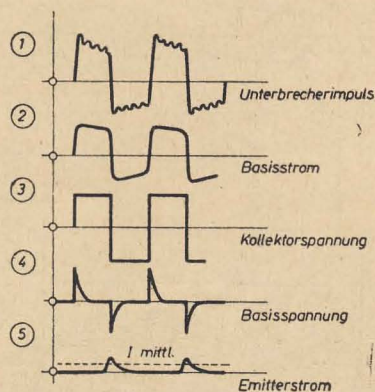 1
Unterbrecherimpuls
2
Basisstrom
3
Kollektorspannung
4
Basisspannung
5
I mittl.
Emitterstrom